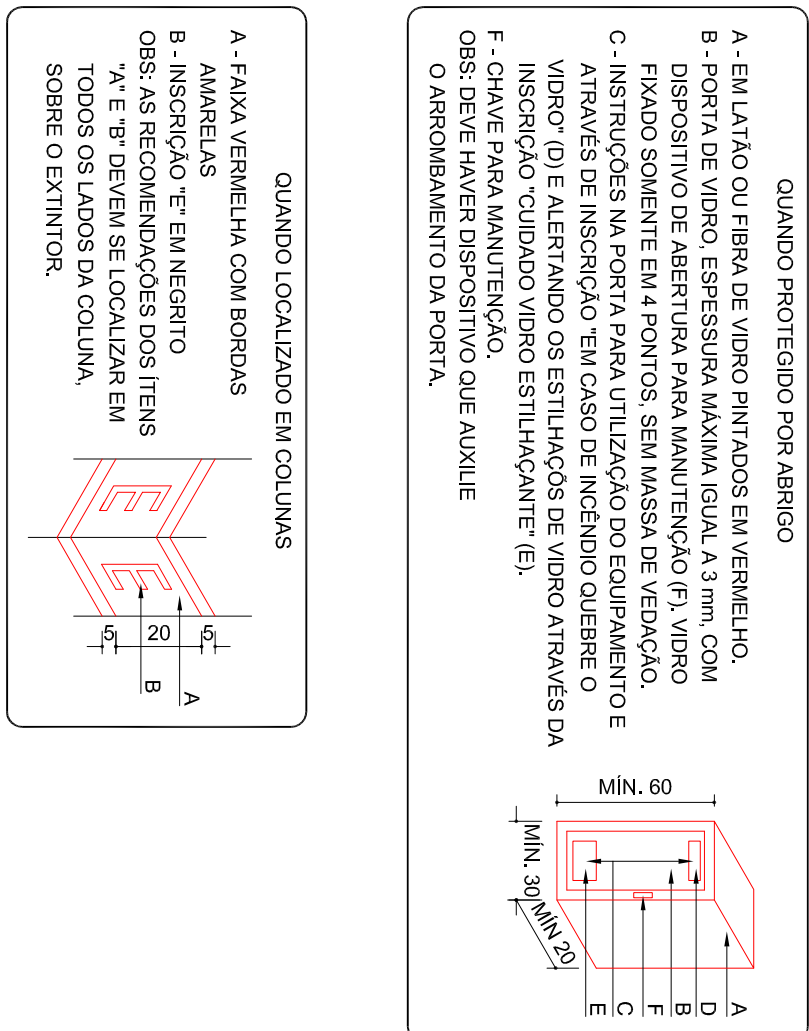 QUANDO PROTEGIDO POR ABRIGO
A - EM LATÃO OU FIBRA DE VIDRO PINTADOS EM VERMELHO.
B - PORTA DE VIDRO, ESPESSURA MÁXIMA IGUAL A 3 mm, COM
DISPOSITIVO DE ABERTURA PARA MANUTENÇÃO (F). VIDRO
FIXADO SOMENTE EM 4 PONTOS, SEM MASSA DE VEDAÇÃO.
C - INSTRUÇÕES NA PORTA PARA UTILIZAÇÃO DO EQUIPAMENTO E
ATRAVÉS DE INSCRIÇÃO "EM CASO DE INCÊNDIO QUEBRE O
VIDRO" (D) E ALERTANDO OS ESTILHAÇOS DE VIDRO ATRAVÉS DA
INSCRIÇÃO "CUIDADO VIDRO ESTILHAÇANTE" (E).
F - CHAVE PARA MANUTENÇÃO.
OBS: DEVE HAVER DISPOSITIVO QUE AUXILIE
O ARROMBAMENTO DA PORTA.
MÍN. 60
MÍN. 30
MÍN 20
A
D
B
F
C
E
QUANDO LOCALIZADO EM COLUNAS
A - FAIXA VERMELHA COM BORDAS
AMARELAS
B - INSCRIÇÃO "E" EM NEGRITO
OBS: AS RECOMENDAÇÕES DOS ÍTENS
"A" E "B" DEVEM SE LOCALIZAR EM
TODOS OS LADOS DA COLUNA,
SOBRE O EXTINTOR.
E E
5
20
5
A
B